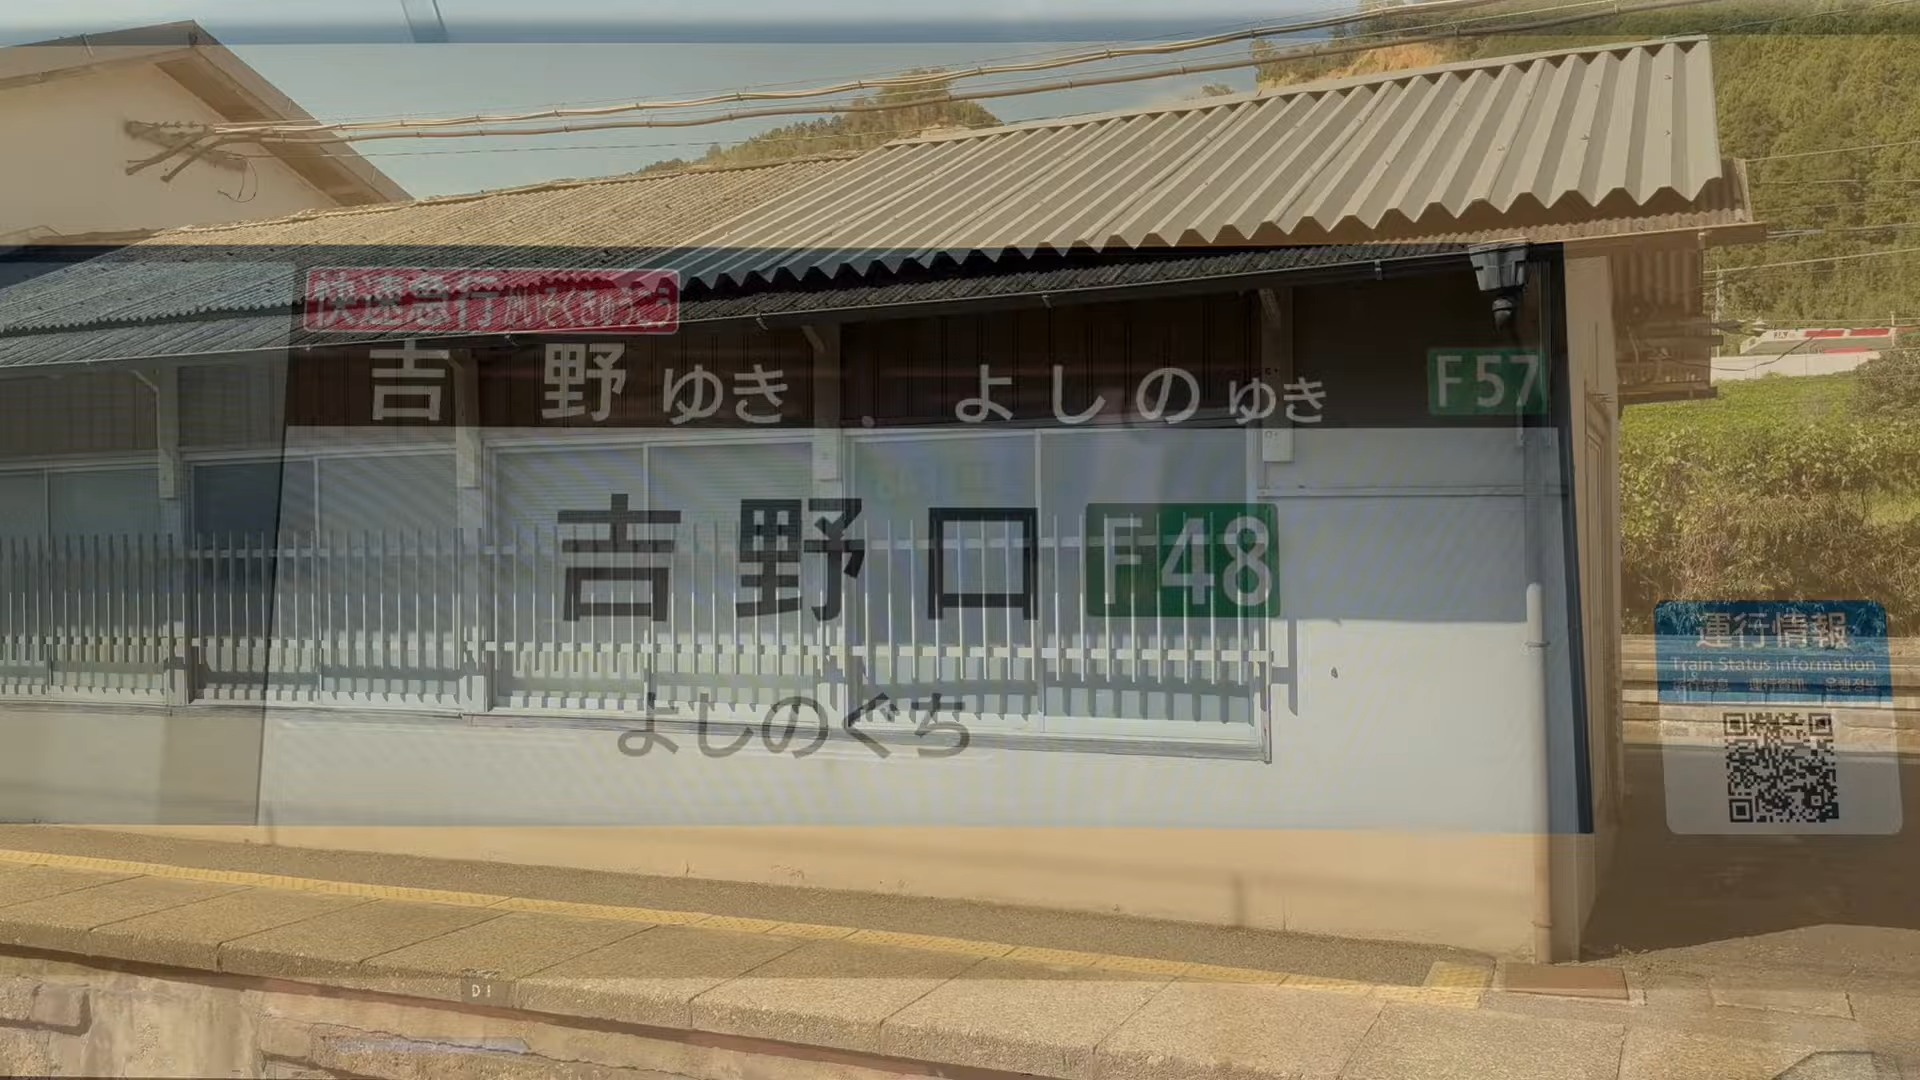 快速急行 かいそくきゅうこう
吉野ゆき . よしのゆき F57
吉野口 F48
よしのぐち
運行情報
Train Status information
D1